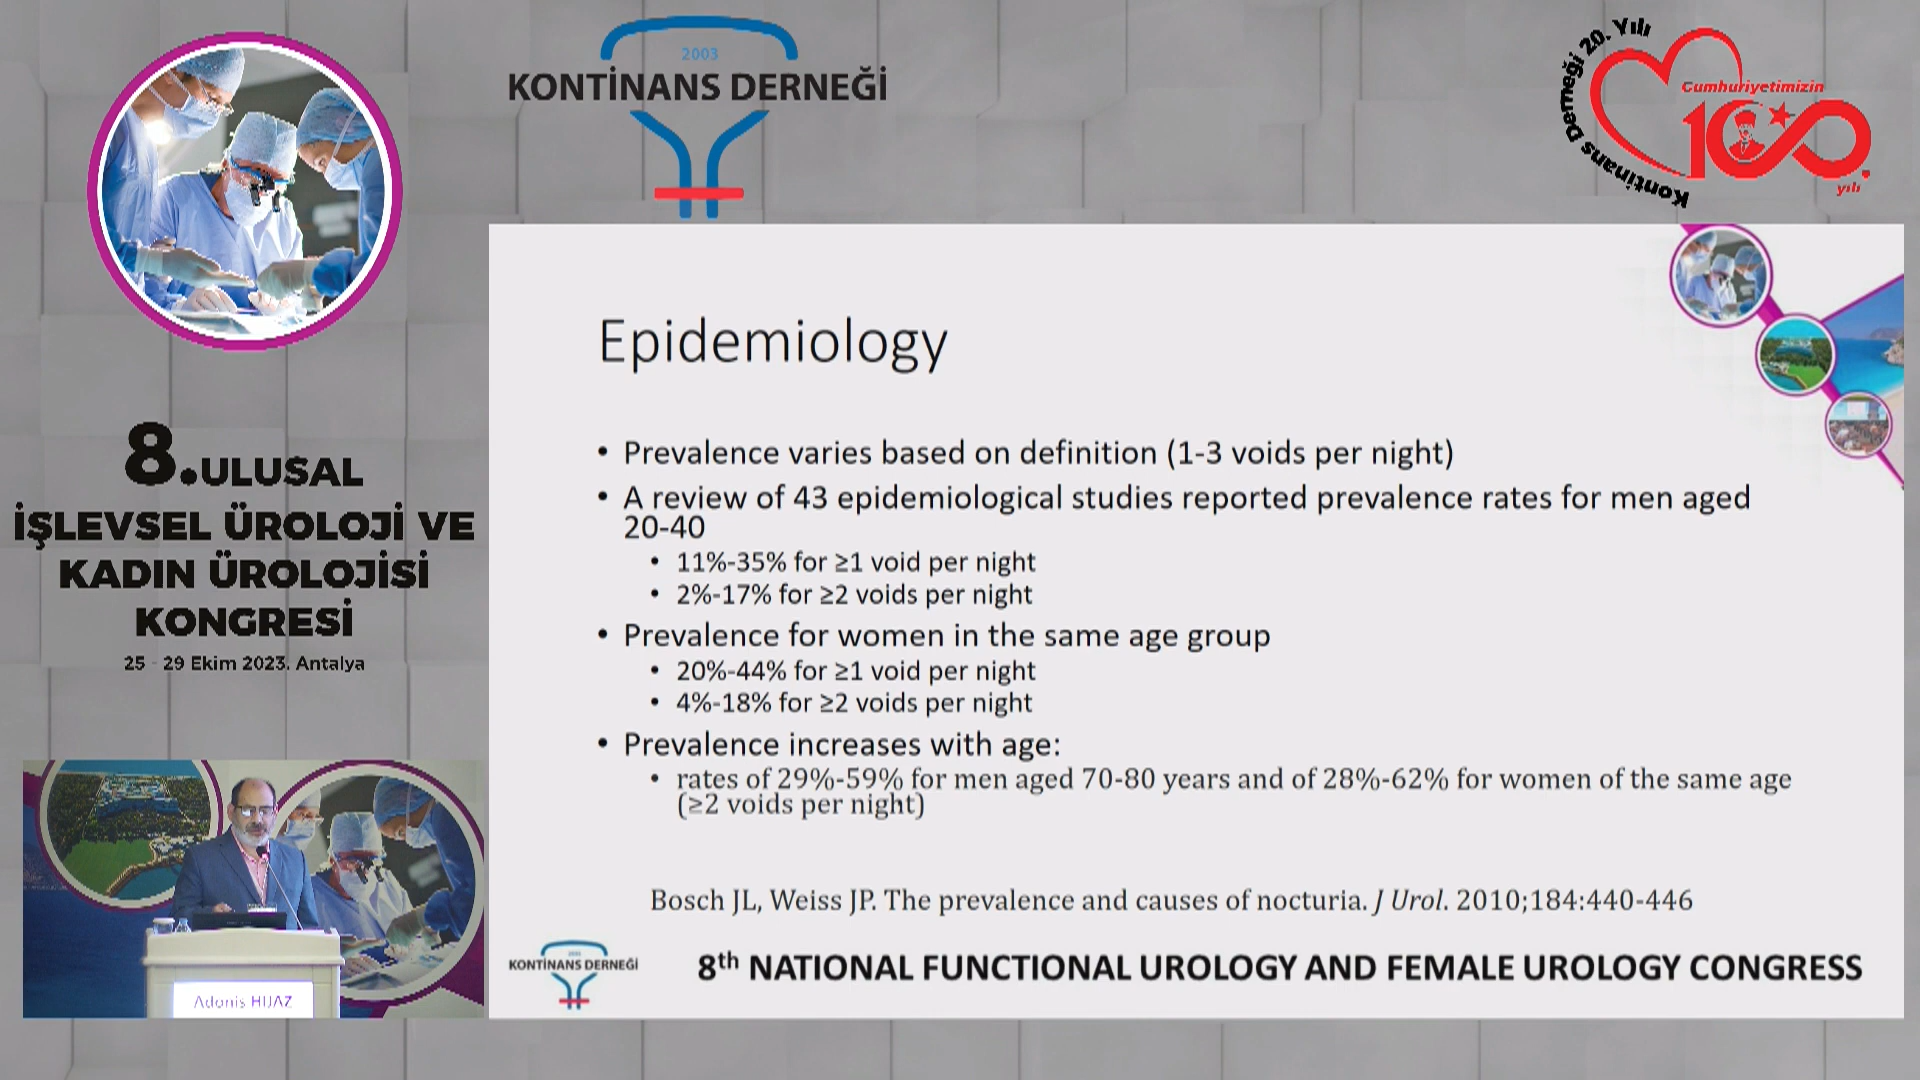 2003
KONTİNANS DERNEĞİ
Kontinans Derneği 20. Yılı
Cumhuriyetimizin
100.
yılı
8.ULUSAL
İŞLEVSEL ÜROLOJİ VE
KADIN ÜROLOJİSİ
KONGRESİ
25 - 29 Ekim 2023. Antalya
Adonis HIJAZ
Epidemiology
• Prevalence varies based on definition (1-3 voids per night)
• A review of 43 epidemiological studies reported prevalence rates for men aged
20-40
• 11%-35% for ≥1 void per night
• 2%-17% for ≥2 voids per night
• Prevalence for women in the same age group
• 20%-44% for ≥1 void per night
• 4%-18% for ≥2 voids per night
• Prevalence increases with age:
• rates of 29%-59% for men aged 70-80 years and of 28%-62% for women of the same age
(≥2 voids per night)
Bosch JL, Weiss JP. The prevalence and causes of nocturia. J Urol. 2010;184:440-446
KONTİNANS DERNEĞİ
8th NATIONAL FUNCTIONAL UROLOGY AND FEMALE UROLOGY CONGRESS